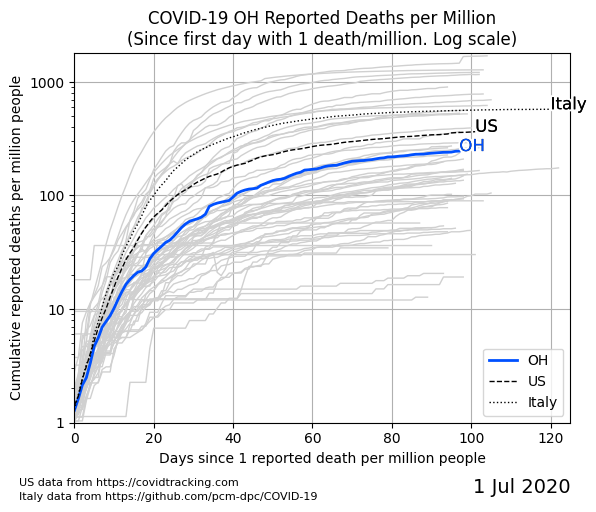 COVID-19 OH Reported Deaths per Million
(Since first day with 1 death/million. Log scale)
Cumulative reported deaths per million people
1000
100
10
1
Italy
US
OH
OH
US
Italy
0 20 40 60 80 100 120
Days since 1 reported death per million people
US data from https://covidtracking.com
Italy data from https://github.com/pcm-dpc/COVID-19
1 Jul 2020